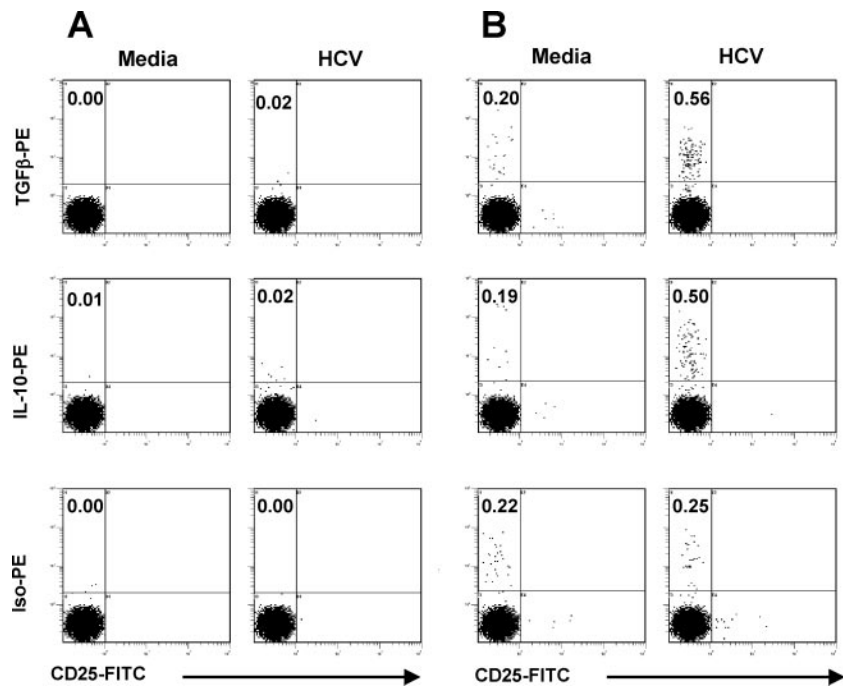 A B
Media HCV Media HCV
TGFβ-PE
0.00 0.02 0.20 0.56
IL-10-PE
0.01 0.02 0.19 0.50
Iso-PE
0.00 0.00 0.22 0.25
CD25-FITC CD25-FITC